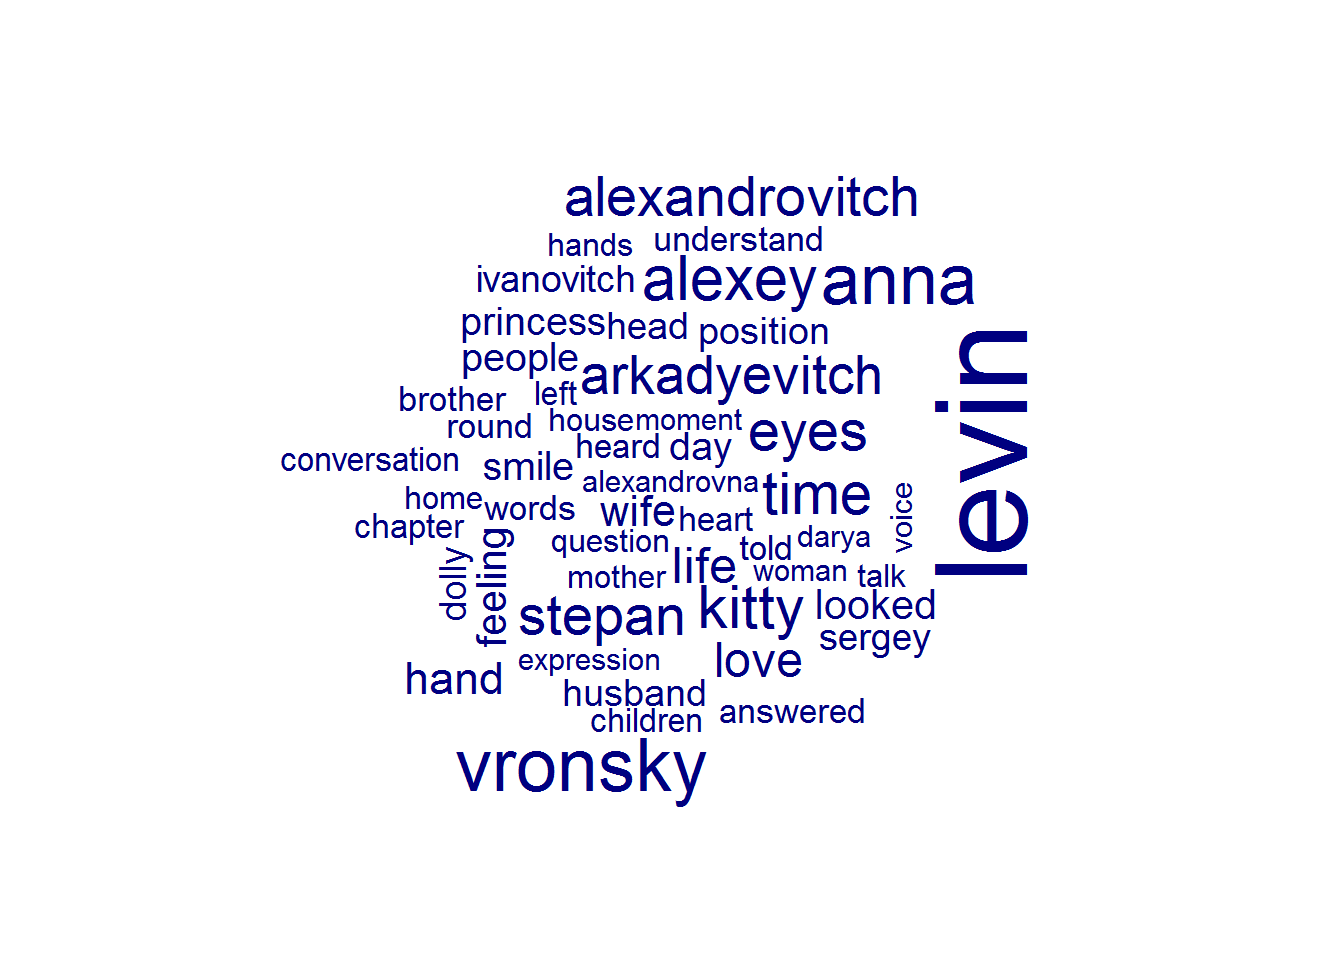 alexandrovitch
hands understand
ivanovitch alexey anna
princess head position
people arkadyevitch
levin
brother left
round house moment eyes
conversation smile heard day
alexandrovna time
home words wife heart voice
chapter question told darya
dolly feeling mother life woman talk
stepan kitty looked
sergey
hand expression love
husband
children answered
vronsky